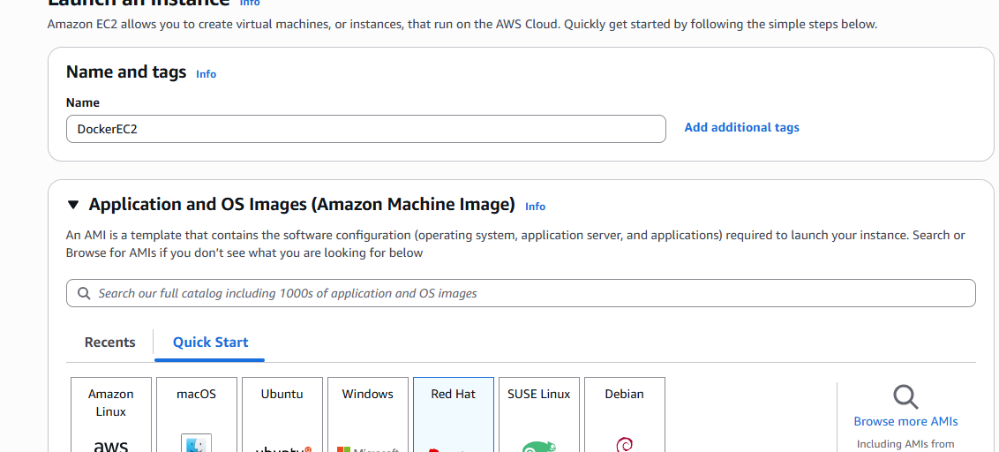 Launch an instance Info
Amazon EC2 allows you to create virtual machines, or instances, that run on the AWS Cloud. Quickly get started by following the simple steps below.
Name and tags Info
Name
DockerEC2
Add additional tags
Application and OS Images (Amazon Machine Image) Info
An AMI is a template that contains the software configuration (operating system, application server, and applications) required to launch your instance. Search or
Browse for AMIs if you don’t see what you are looking for below
Search our full catalog including 1000s of application and OS images
Recents
Quick Start
Amazon
Linux
macOS
Ubuntu
Windows
Red Hat
SUSE Linux
Debian
aws
ubuntu
Microsoft
Browse more AMIs
Including AMIs from